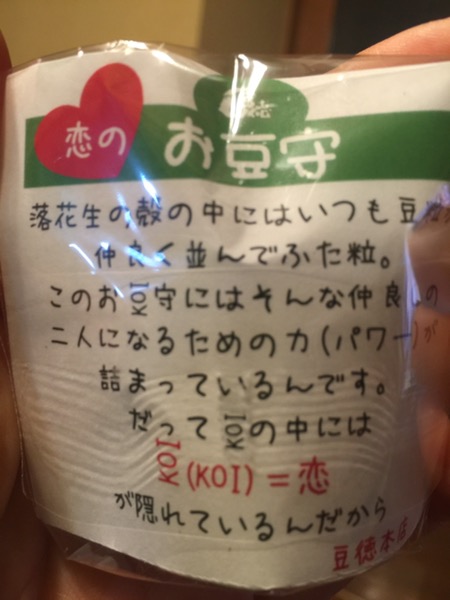 恋の お豆守
落花生の殻の中にはいつも豆
仲良く並んでふた粒。
このお KOI 守にはそんな仲良 の
二人になるための力(パワー)が
詰まっているんです。
だって KOI の中には
KOI (KOI)=恋
が隠れているんだから
豆徳本店